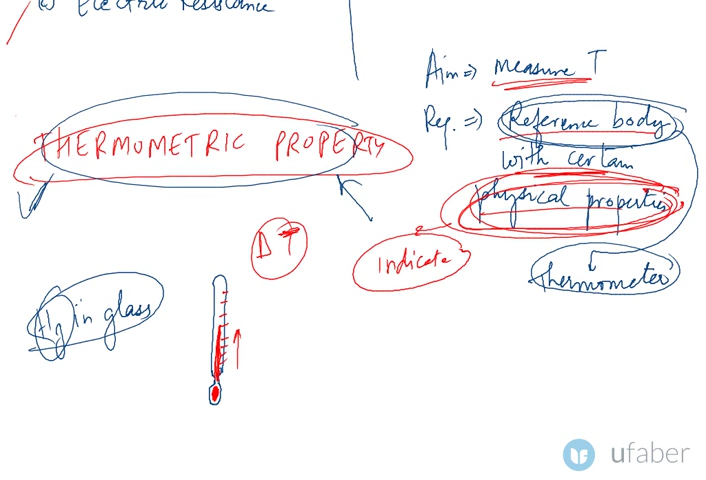 Electric resistance
Aim => measure T
Req. => Reference body
with certain
physical properties
THERMOMETRIC PROPERTY
ΔT
Indicate
thermometer
Hg in glass
ufaber